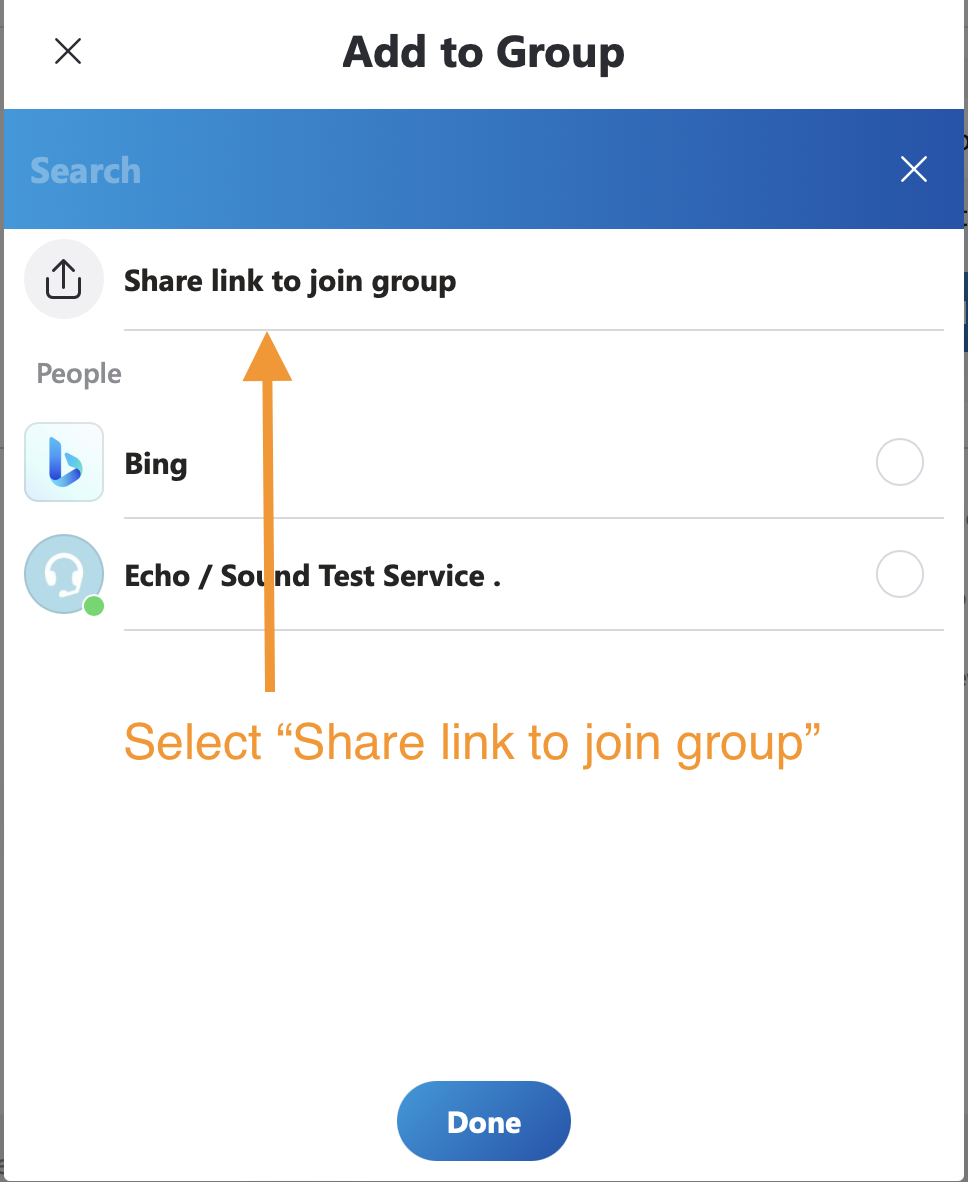 Add to Group
Search
Share link to join group
People
Bing
Echo / Sound Test Service .
Select “Share link to join group”
Done